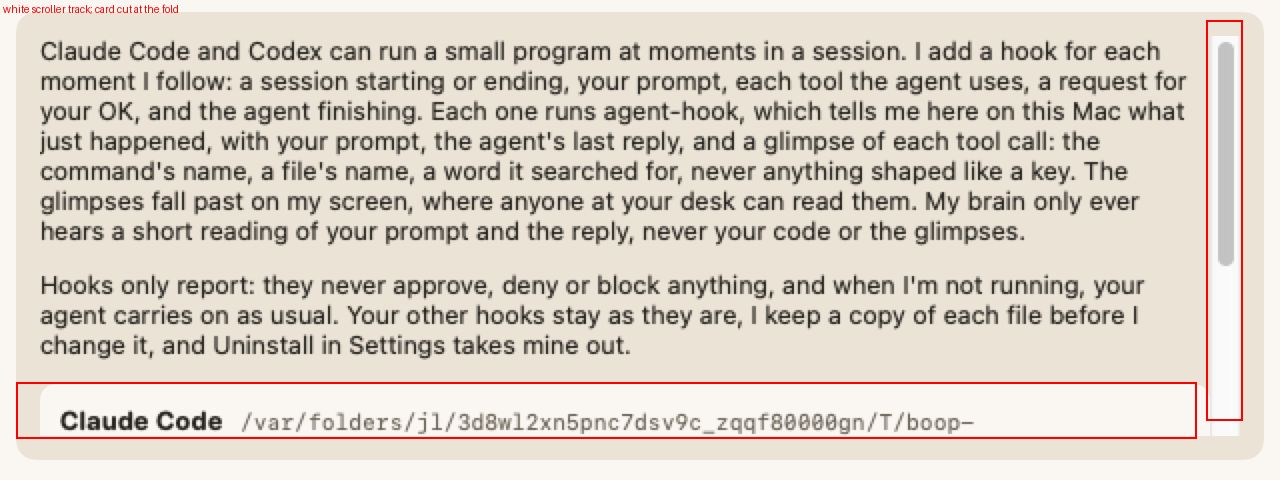 white scroller track; card cut at the fold
Claude Code and Codex can run a small program at moments in a session. I add a hook for each
moment I follow: a session starting or ending, your prompt, each tool the agent uses, a request for
your OK, and the agent finishing. Each one runs agent-hook, which tells me here on this Mac what
just happened, with your prompt, the agent's last reply, and a glimpse of each tool call: the
command's name, a file's name, a word it searched for, never anything shaped like a key. The
glimpses fall past on my screen, where anyone at your desk can read them. My brain only ever
hears a short reading of your prompt and the reply, never your code or the glimpses.
Hooks only report: they never approve, deny or block anything, and when I'm not running, your
agent carries on as usual. Your other hooks stay as they are, I keep a copy of each file before I
change it, and Uninstall in Settings takes mine out.
Claude Code /var/folders/jl/3d8wl2xn5pnc7dsv9c_zqqf80000gn/T/boop-